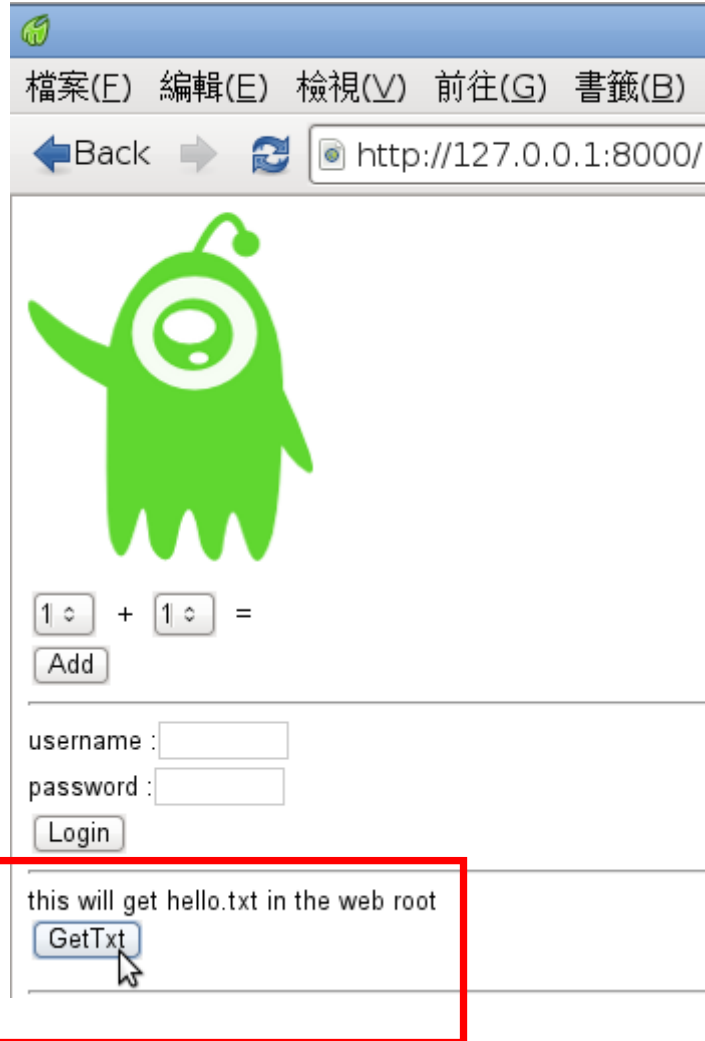 檔案(F) 編輯(E) 檢視(V) 前往(G) 書籤(B)
Back http://127.0.0.1:8000/
1 + 1 =
Add
username :
password :
Login
this will get hello.txt in the web root
GetTxt